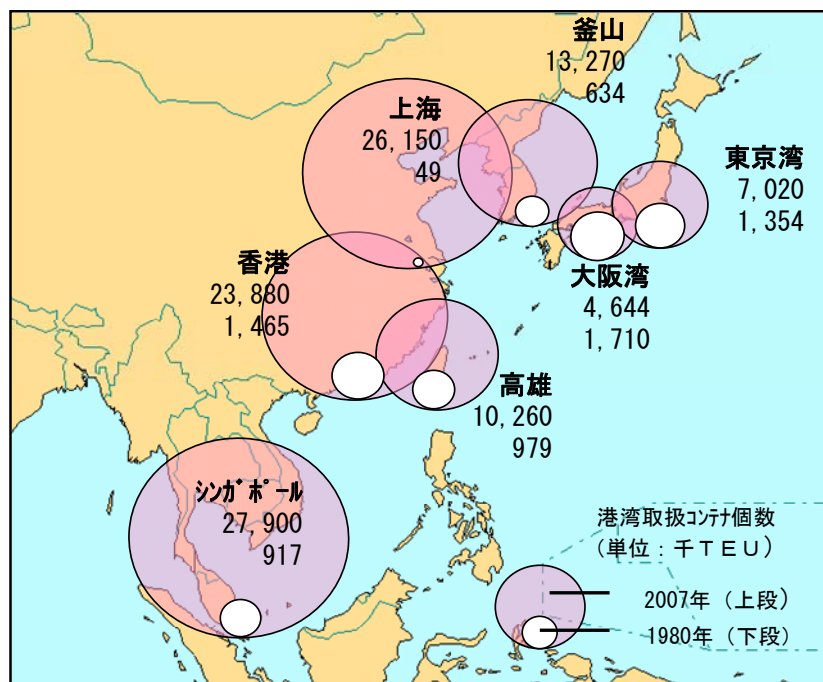 釜山
13,270
634
上海
26,150
49
東京湾
7,020
1,354
大阪湾
4,644
1,710
香港
23,880
1,465
高雄
10,260
979
ｼﾝｶﾞﾎﾟｰﾙ
27,900
917
港湾取扱ｺﾝﾃﾅ個数
（単位：千ＴＥＵ）
2007年（上段）
1980年（下段）